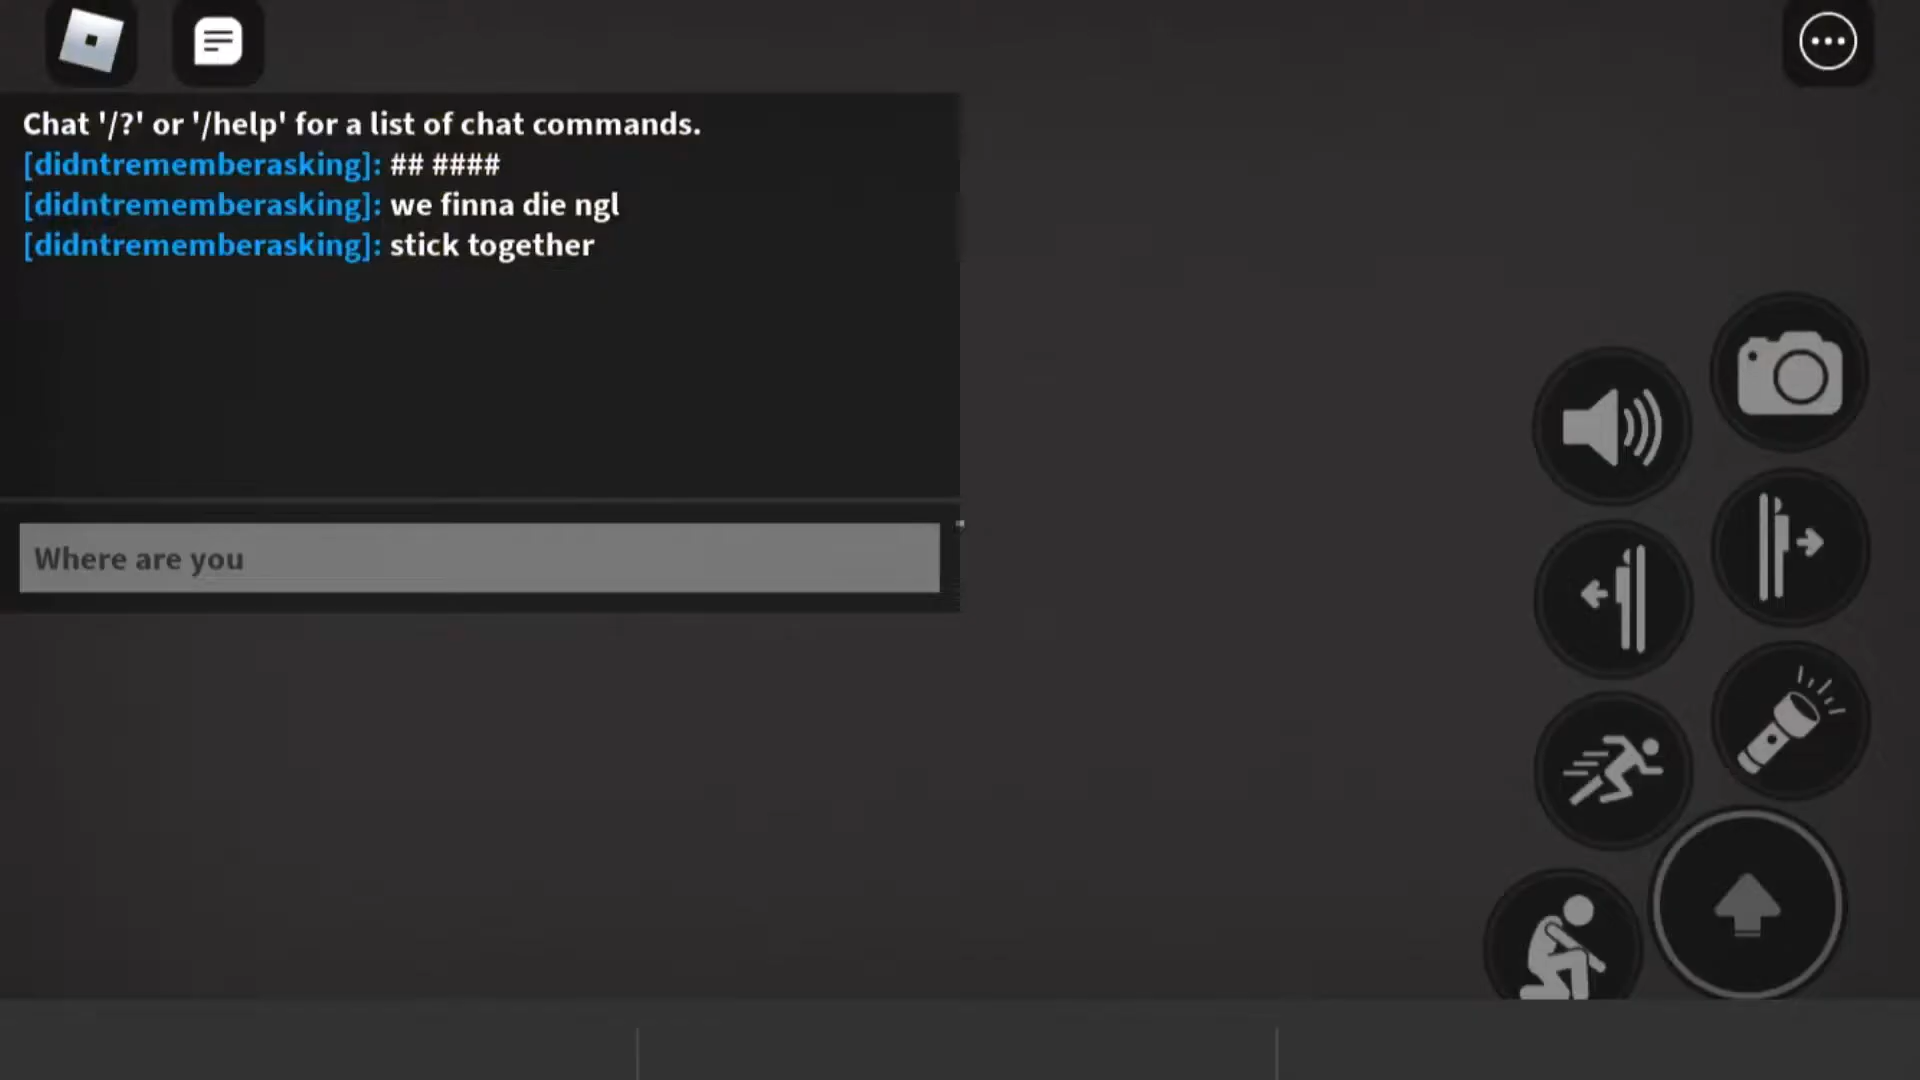 Chat '/?' or '/help' for a list of chat commands.
[didntrememberasking]: ## ####
[didntrememberasking]: we finna die ngl
[didntrememberasking]: stick together
Where are you